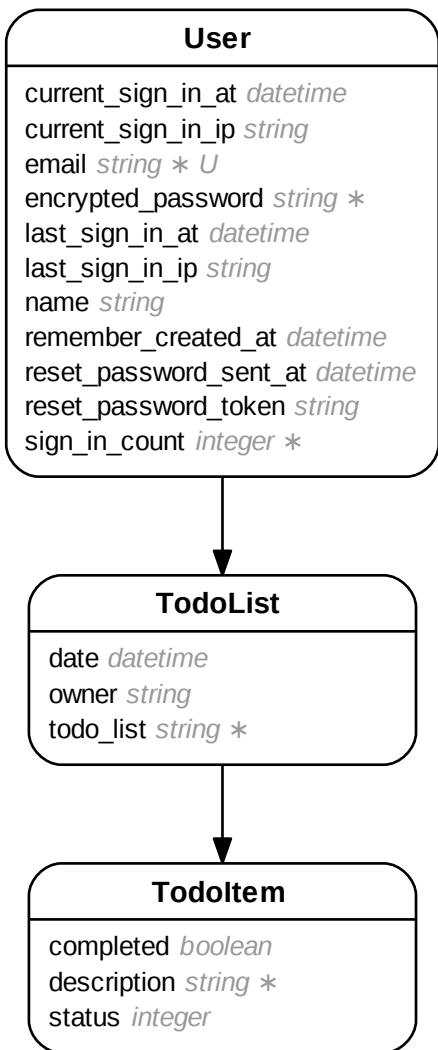 User
current_sign_in_at datetime
current_sign_in_ip string
email string ∗ U
encrypted_password string ∗
last_sign_in_at datetime
last_sign_in_ip string
name string
remember_created_at datetime
reset_password_sent_at datetime
reset_password_token string
sign_in_count integer ∗
TodoList
date datetime
owner string
todo_list string ∗
TodoItem
completed boolean
description string ∗
status integer